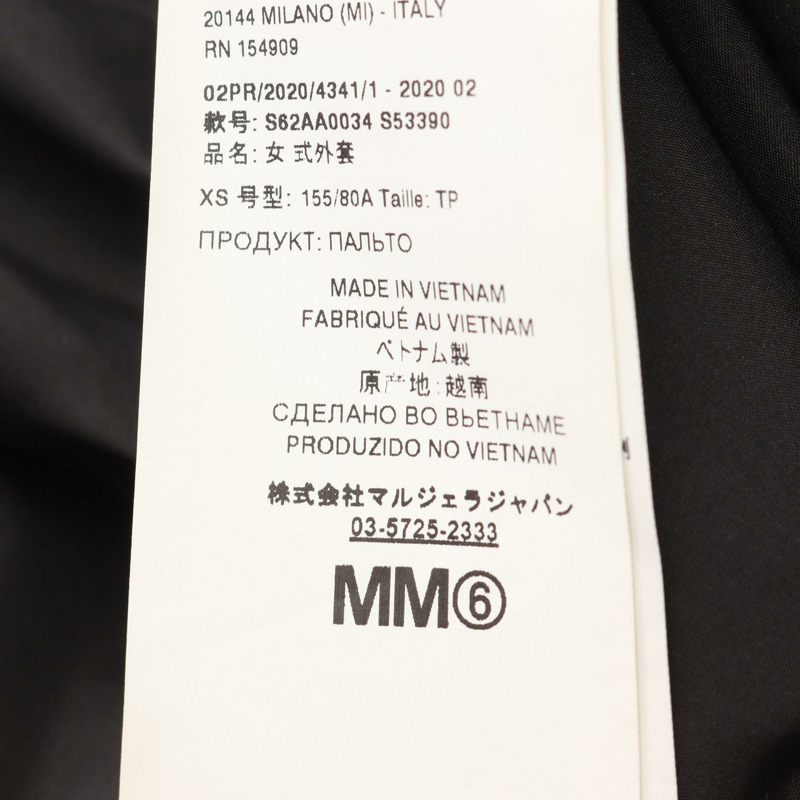 20144 MILANO (MI) - ITALY
RN 154909
02PR/2020/4341/1 - 2020 02
款号: S62AA0034 S53390
品名: 女 式外套
XS 号型: 155/80A Taille: TP
ПРОДУКТ: ПАЛЬТО
MADE IN VIETNAM
FABRIQUÉ AU VIETNAM
ベトナム製
原产地:越南
СДЕЛАНО ВО ВЬЕТНАМЕ
PRODUZIDO NO VIETNAM
株式会社マルジェラジャパン
03-5725-2333
MM⑥